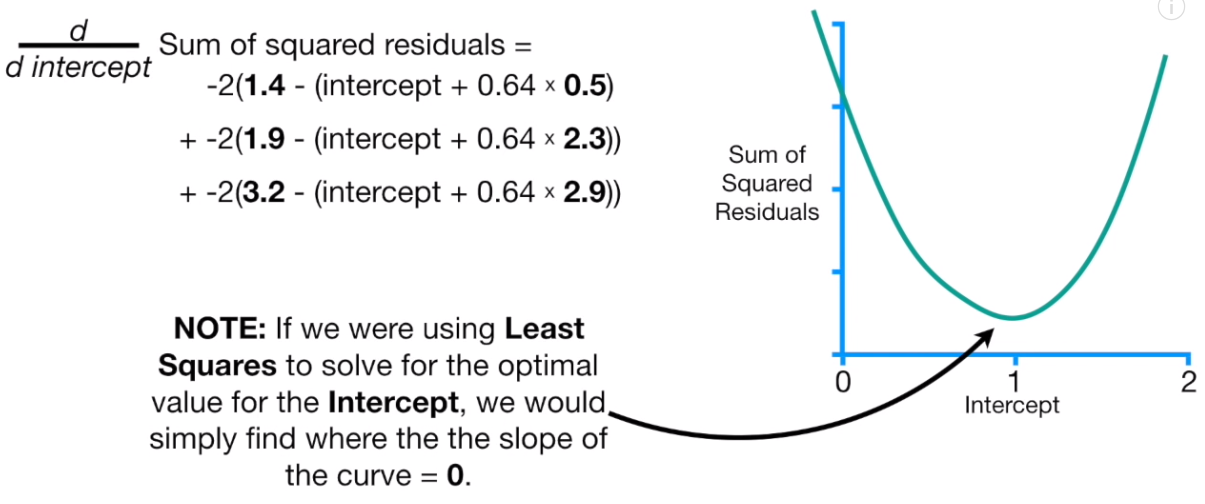 d
d intercept
Sum of squared residuals =
-2(1.4 - (intercept + 0.64 × 0.5)
+ -2(1.9 - (intercept + 0.64 × 2.3))
+ -2(3.2 - (intercept + 0.64 × 2.9))
NOTE: If we were using Least
Squares to solve for the optimal
value for the Intercept, we would
simply find where the the slope of
the curve = 0.
Sum of
Squared
Residuals
0 1 2
Intercept
i